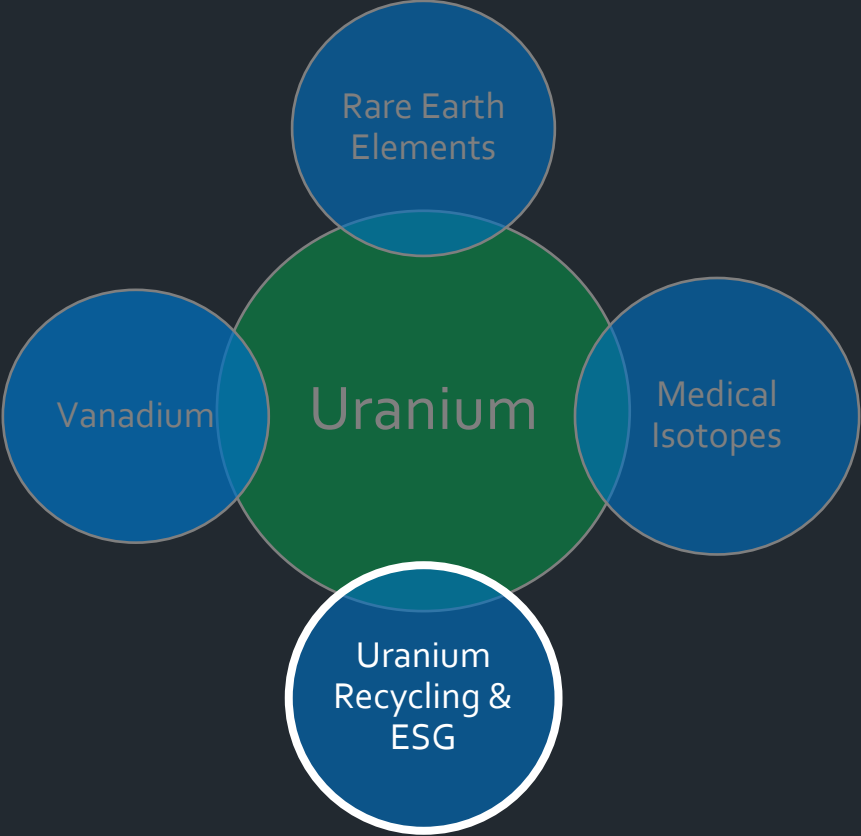 Rare Earth
Elements
Vanadium
Uranium
Medical
Isotopes
Uranium
Recycling &
ESG